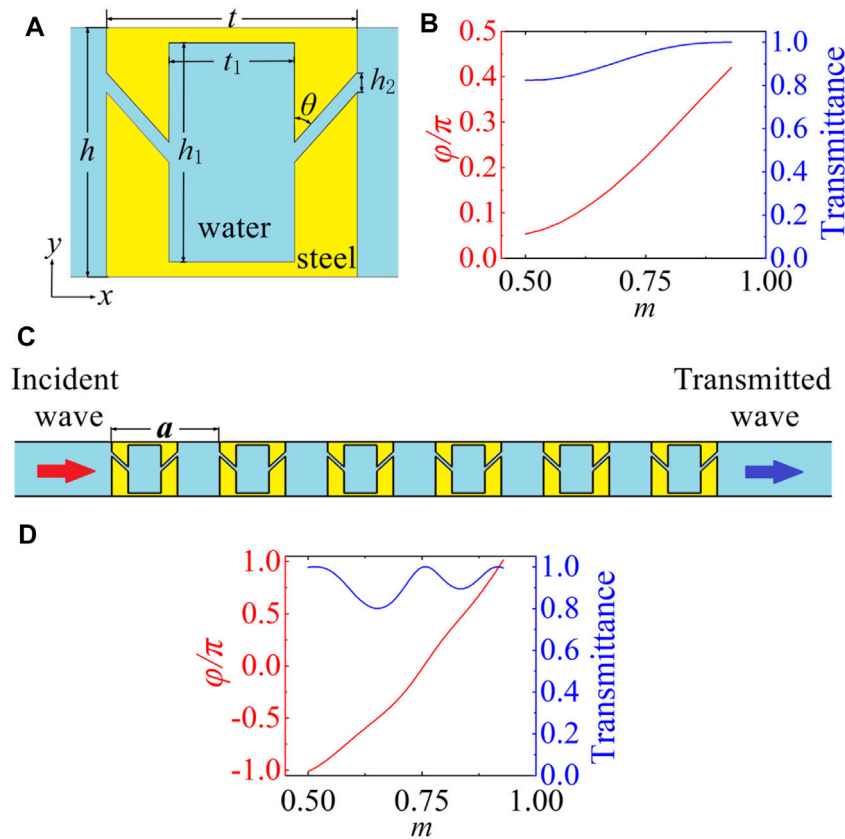 A
t
t₁
h₂
θ
h
h₁
water
steel
y
x
B
0.5
0.4
0.3
0.2
0.1
0.0
φ/π
1.0
0.8
0.6
0.4
0.2
0.0
Transmittance
0.50 0.75 1.00
m
C
Incident
wave
a
Transmitted
wave
D
1.0
0.5
0.0
-0.5
-1.0
φ/π
1.0
0.8
0.6
0.4
0.2
0.0
Transmittance
0.50 0.75 1.00
m